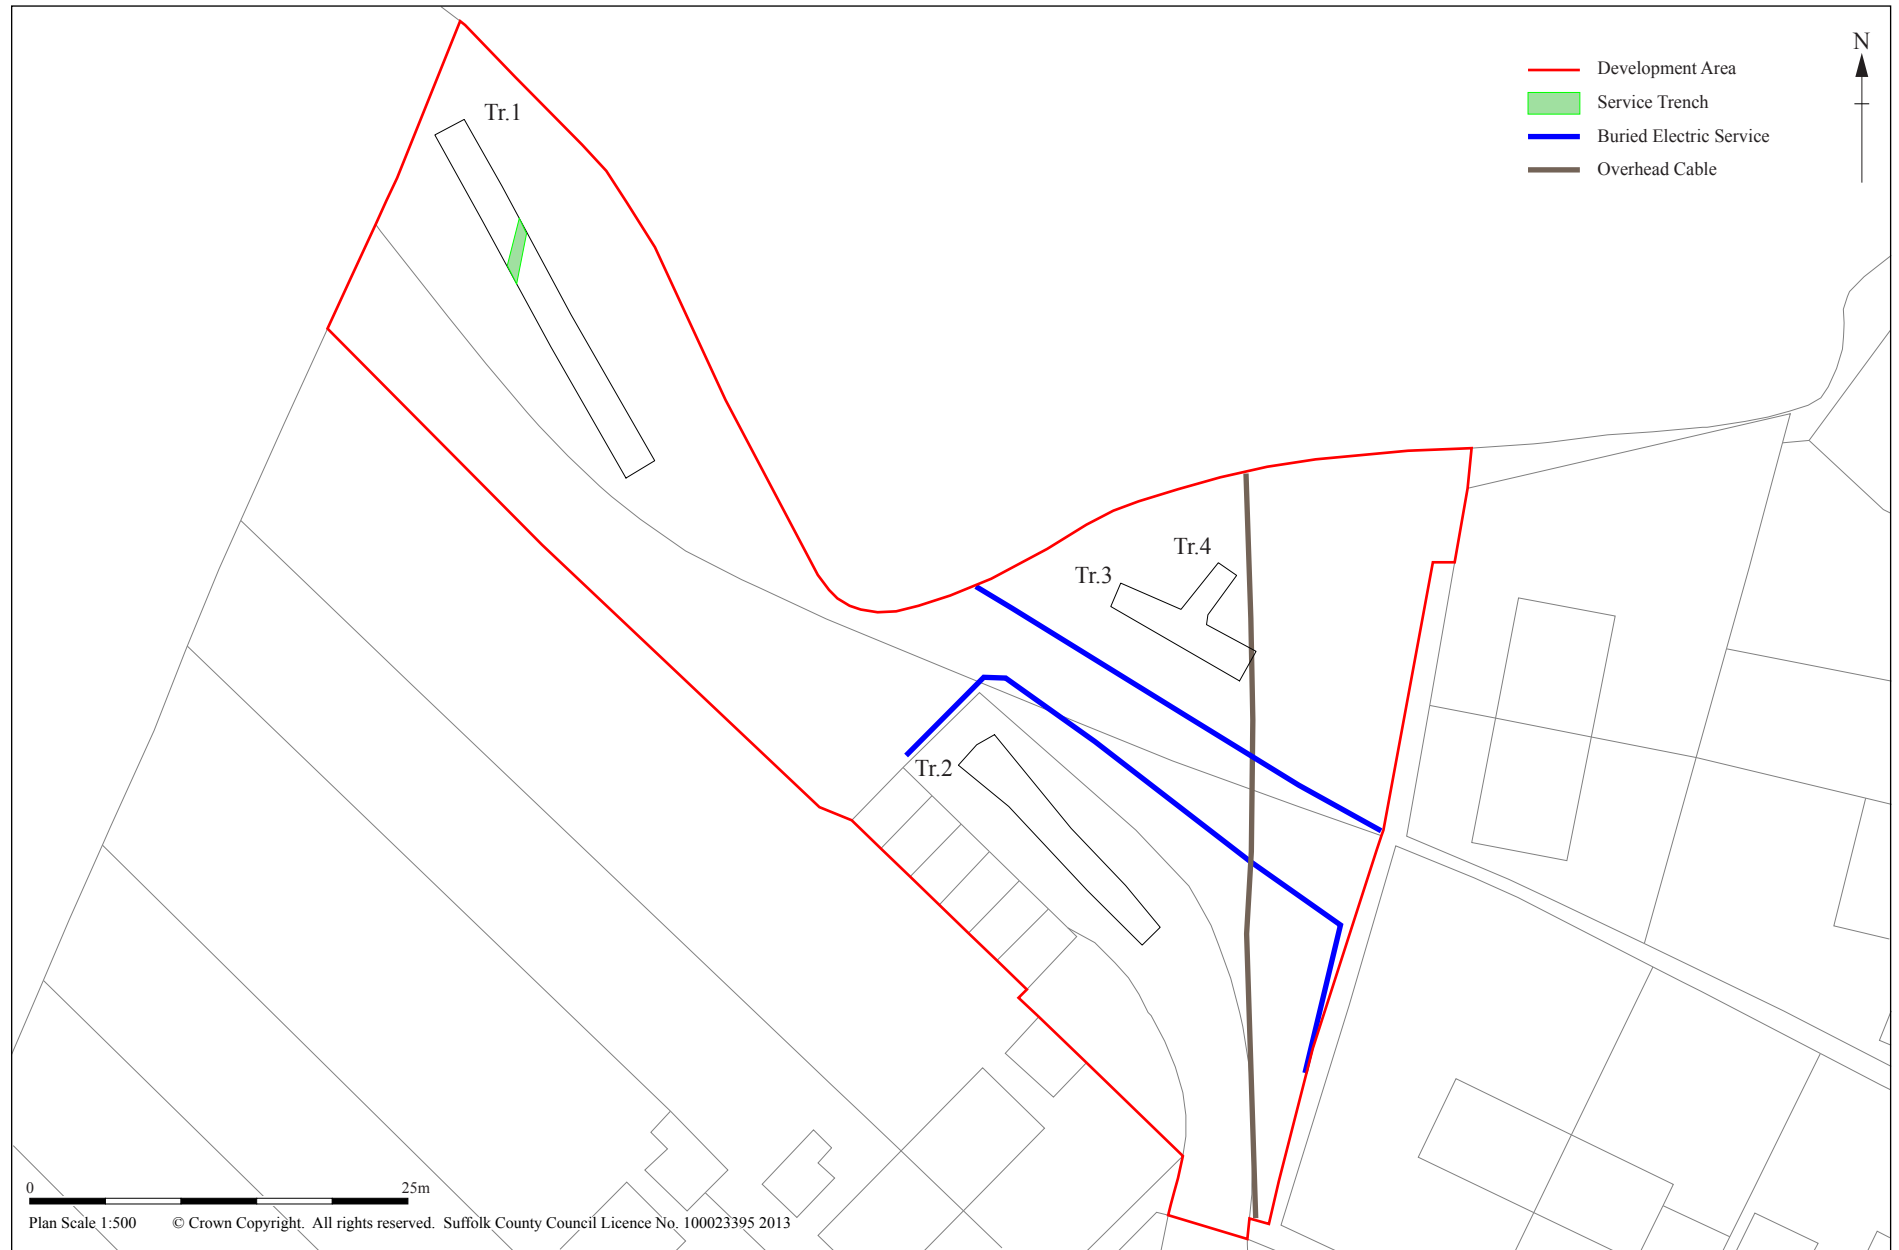 N
Development Area
Service Trench
Buried Electric Service
Overhead Cable
Tr.1
Tr.4
Tr.3
Tr.2
0 25m
Plan Scale 1:500 © Crown Copyright. All rights reserved. Suffolk County Council Licence No. 100023395 2013